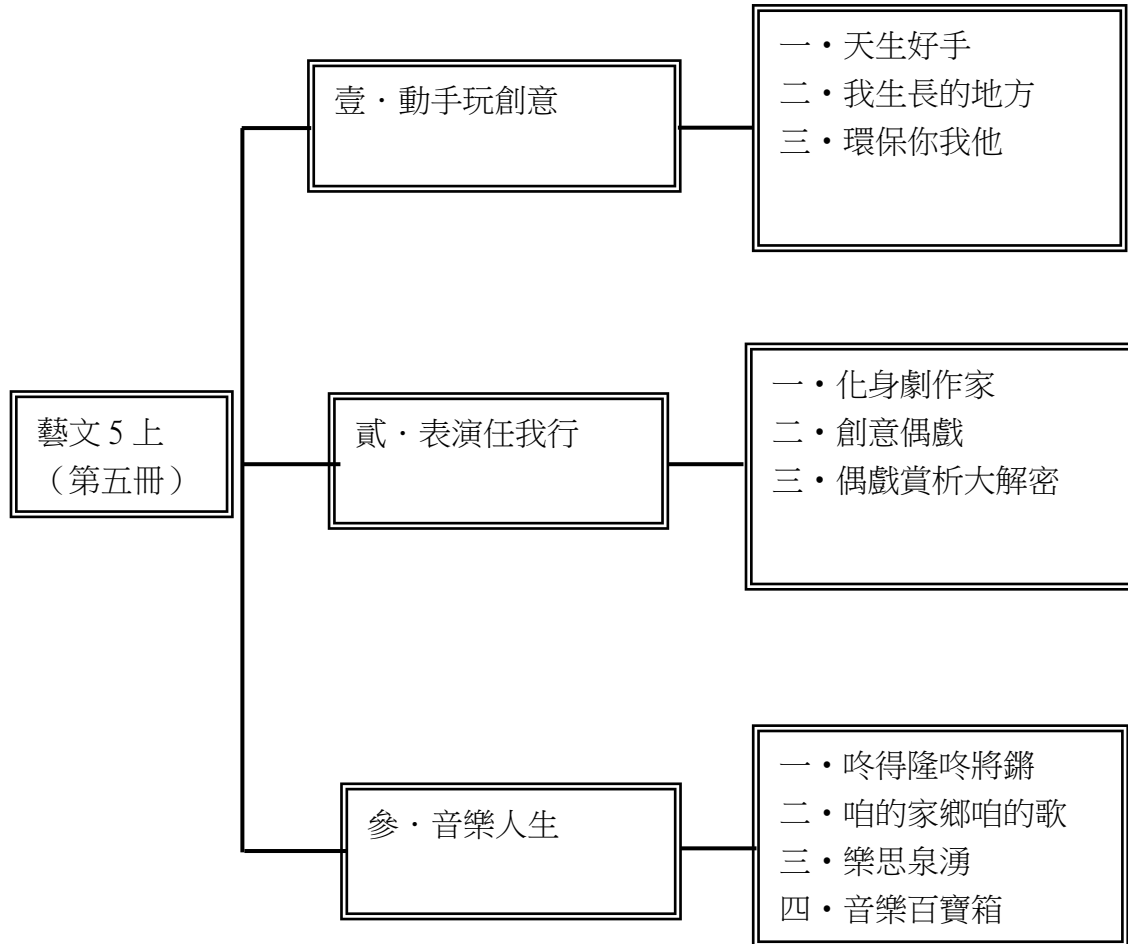 藝文 5 上
（第五冊）
壹．動手玩創意
一・天生好手
二・我生長的地方
三・環保你我他
貳．表演任我行
一・化身劇作家
二・創意偶戲
三・偶戲賞析大解密
參．音樂人生
一・咚得隆咚將鏘
二・咱的家鄉咱的歌
三・樂思泉湧
四・音樂百寶箱